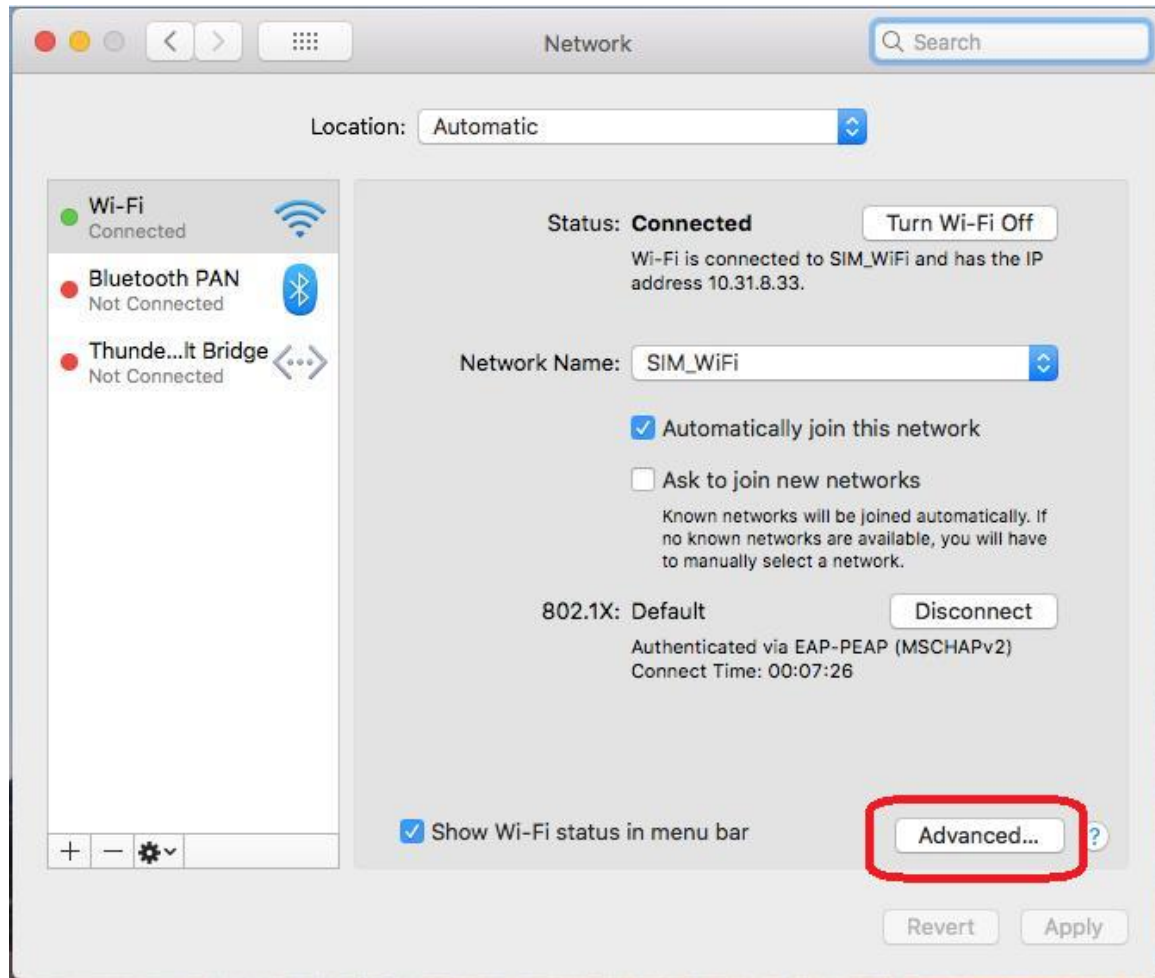 Network
Search
Location: Automatic
Wi-Fi
Connected
Bluetooth PAN
Not Connected
Thunde...lt Bridge
Not Connected
Status: Connected
Turn Wi-Fi Off
Wi-Fi is connected to SIM_WiFi and has the IP
address 10.31.8.33.
Network Name: SIM_WiFi
Automatically join this network
Ask to join new networks
Known networks will be joined automatically. If
no known networks are available, you will have
to manually select a network.
802.1X: Default
Disconnect
Authenticated via EAP-PEAP (MSCHAPv2)
Connect Time: 00:07:26
Show Wi-Fi status in menu bar
Advanced...
?
Revert
Apply